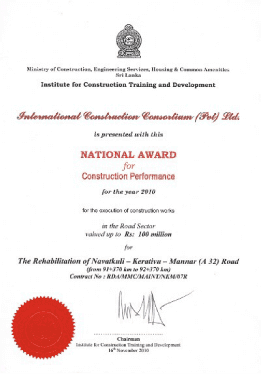 Ministry of Construction, Engineering Services, Housing & Common Amenities
Sri Lanka
Institute for Construction Training and Development
International Construction Consortium (Pvt) Ltd.
is presented with this
NATIONAL AWARD
for
Construction Performance
for the year 2010
for the execution of construction works
in the Road Sector
valued up to Rs: 100 million
for
The Rehabilitation of Navatkuli – Kerativu – Mannar (A 32) Road
(from 91+370 km to 92+370 km)
Contract No : RDA/MMC/MAINT/NEM/07R
Chairman
Institute for Construction Training and Development
16th November 2010